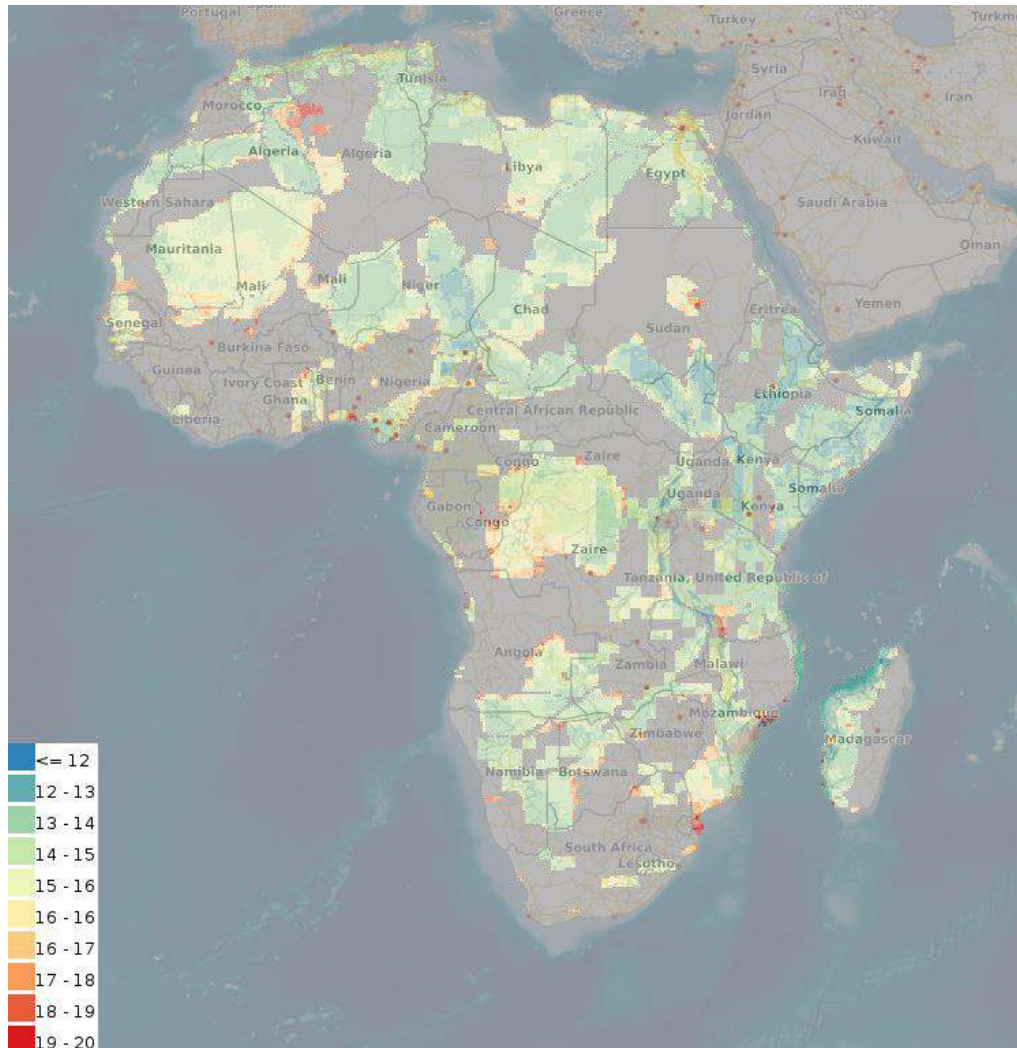 Portugal
Greece
Turkey
Syria
Iran
Iraq
Jordan
Kuwait
Tunisia
Morocco
Algeria
Algeria
Libya
Egypt
Saudi Arabia
Western Sahara
Oman
Mauritania
Mali
Niger
Mali
Chad
Yemen
Eritrea
Senegal
Sudan
Burkina Faso
Guinea
Benin
Ivory Coast
Nigeria
Ghana
Ethiopia
Somalia
Liberia
Central African Republic
Cameroon
Congo
Zaire
Uganda
Kenya
Somalia
Uganda
Gabon
Kenya
Congo
Zaire
Tanzania, United Republic of
Angola
Zambia
Malawi
Mozambique
Zimbabwe
Madagascar
Namibia
Botswana
South Africa
Lesotho
<= 12
12 - 13
13 - 14
14 - 15
15 - 16
16 - 16
16 - 17
17 - 18
18 - 19
19 - 20